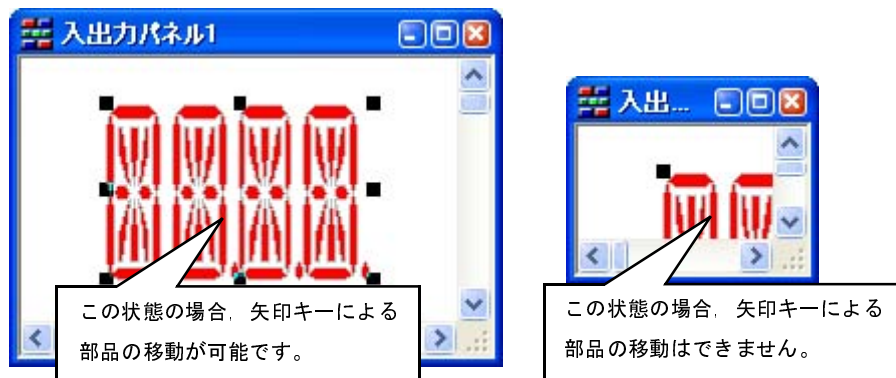 入出力パネル1
この状態の場合，矢印キーによる
部品の移動が可能です。
入出...
この状態の場合，矢印キーによる
部品の移動はできません。